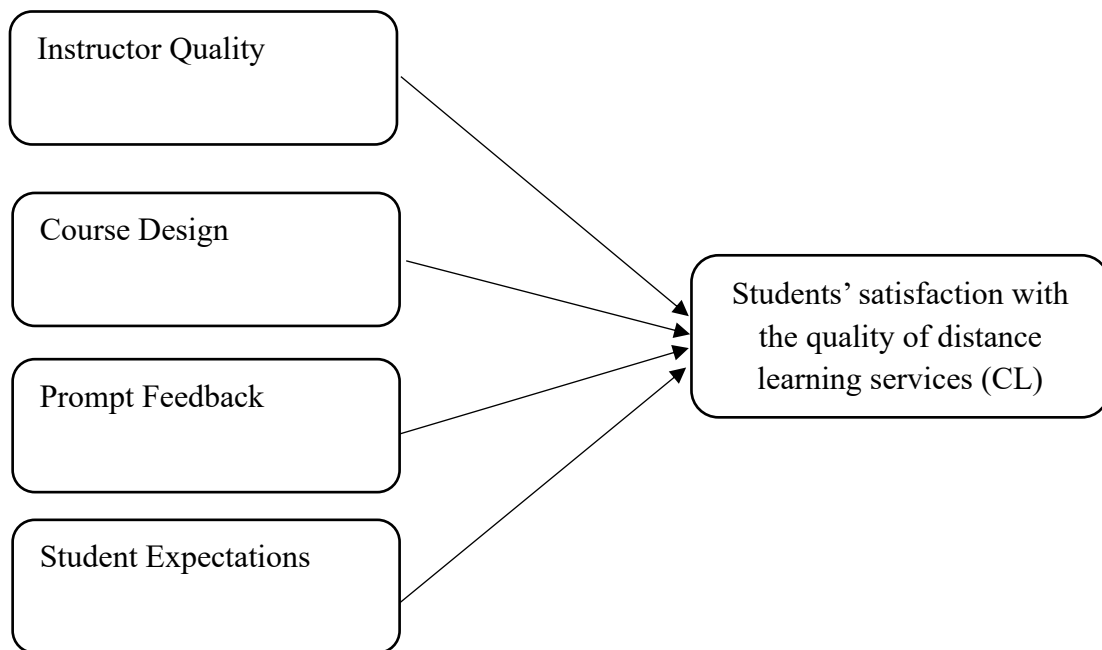 Instructor Quality
Course Design
Prompt Feedback
Student Expectations
Students’ satisfaction with
the quality of distance
learning services (CL)